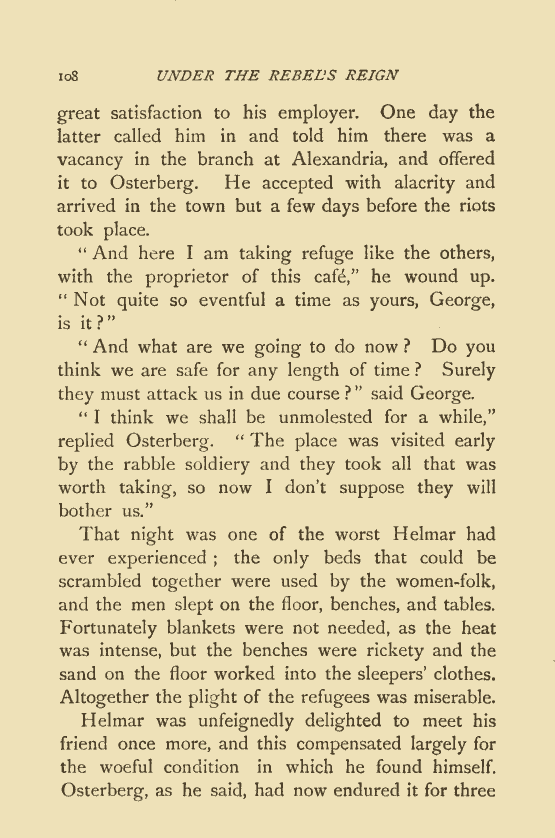 108 UNDER THE REBEL'S REIGN
great satisfaction to his employer. One day the
latter called him in and told him there was a
vacancy in the branch at Alexandria, and offered
it to Osterberg. He accepted with alacrity and
arrived in the town but a few days before the riots
took place.
“ And here I am taking refuge like the others,
with the proprietor of this café,” he wound up.
“ Not quite so eventful a time as yours, George,
is it ? ”
“ And what are we going to do now ? Do you
think we are safe for any length of time ? Surely
they must attack us in due course ? ” said George.
“ I think we shall be unmolested for a while,”
replied Osterberg. “ The place was visited early
by the rabble soldiery and they took all that was
worth taking, so now I don't suppose they will
bother us.”
That night was one of the worst Helmar had
ever experienced ; the only beds that could be
scrambled together were used by the women-folk,
and the men slept on the floor, benches, and tables.
Fortunately blankets were not needed, as the heat
was intense, but the benches were rickety and the
sand on the floor worked into the sleepers' clothes.
Altogether the plight of the refugees was miserable.
Helmar was unfeignedly delighted to meet his
friend once more, and this compensated largely for
the woeful condition in which he found himself.
Osterberg, as he said, had now endured it for three